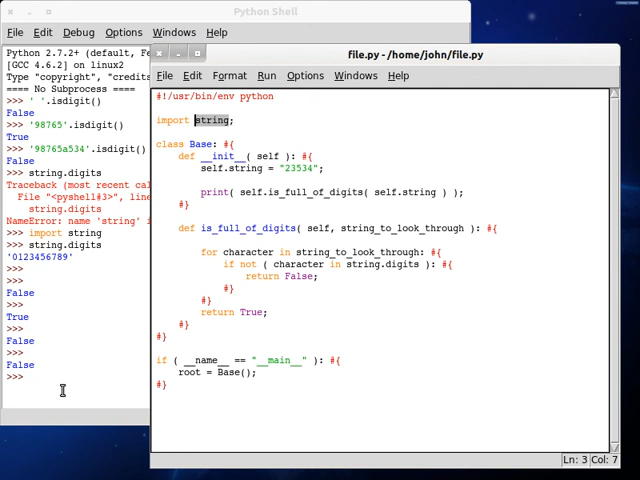 Python Shell
File Edit Debug Options Windows Help
Python 2.7.2+ (default, Fe
[GCC 4.6.2] on linux2
Type "copyright", "credits
==== No Subprocess ====
>>> ' '.isdigit()
False
>>> '98765'.isdigit()
True
>>> '98765a534'.isdigit()
False
>>> string.digits
Traceback (most recent cal
File "<pyshell#3>", line
string.digits
NameError: name 'string' i
>>> import string
>>> string.digits
'0123456789'
>>>
>>>
False
>>>
True
>>>
False
>>>
False
>>>
file.py - /home/john/file.py
File Edit Format Run Options Windows Help
#!/usr/bin/env python
import string;
class Base: #{
def __init__( self ): #{
self.string = "23534";
print( self.is_full_of_digits( self.string ) );
#}
def is_full_of_digits( self, string_to_look_through ): #{
for character in string_to_look_through: #{
if not ( character in string.digits ): #{
return False;
#}
#}
return True;
#}
#}
if ( __name__ == "__main__" ): #{
root = Base();
#}
Ln: 3 Col: 7